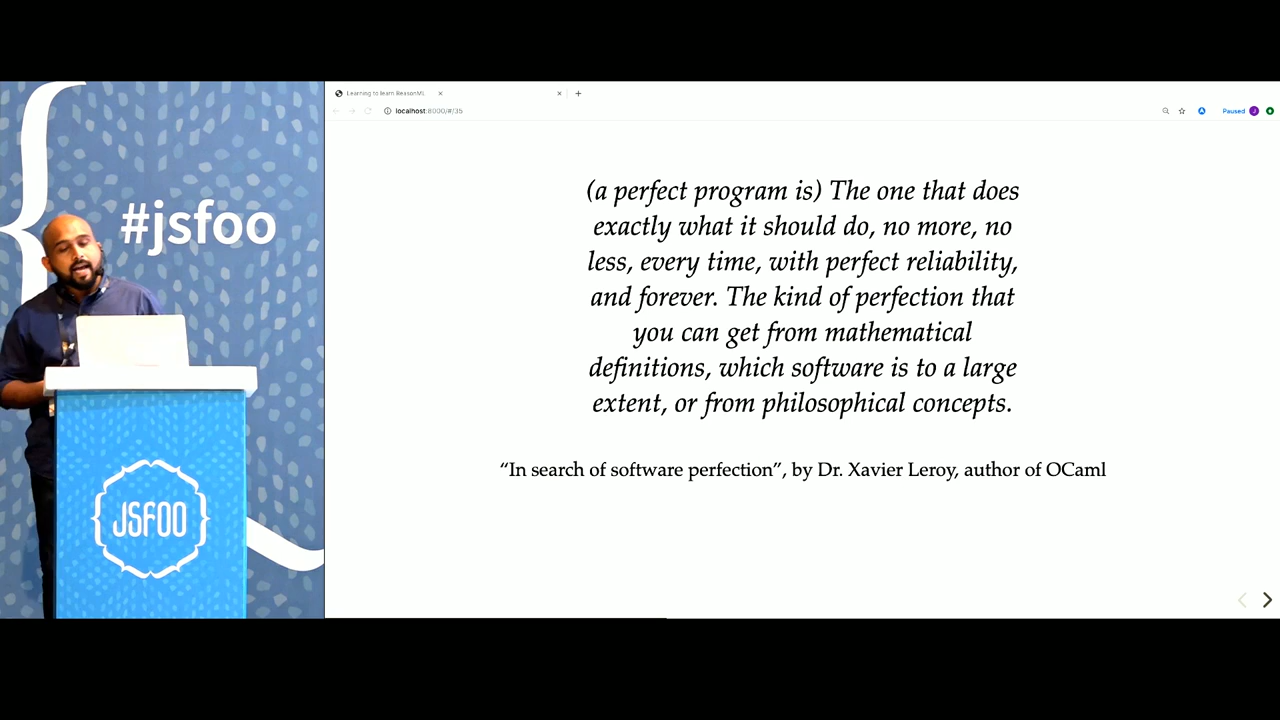 #jsfoo
JSFOO
Learning to learn ReasonML
localhost:8000/#/35
Paused
J
(a perfect program is) The one that does
exactly what it should do, no more, no
less, every time, with perfect reliability,
and forever. The kind of perfection that
you can get from mathematical
definitions, which software is to a large
extent, or from philosophical concepts.
“In search of software perfection”, by Dr. Xavier Leroy, author of OCaml